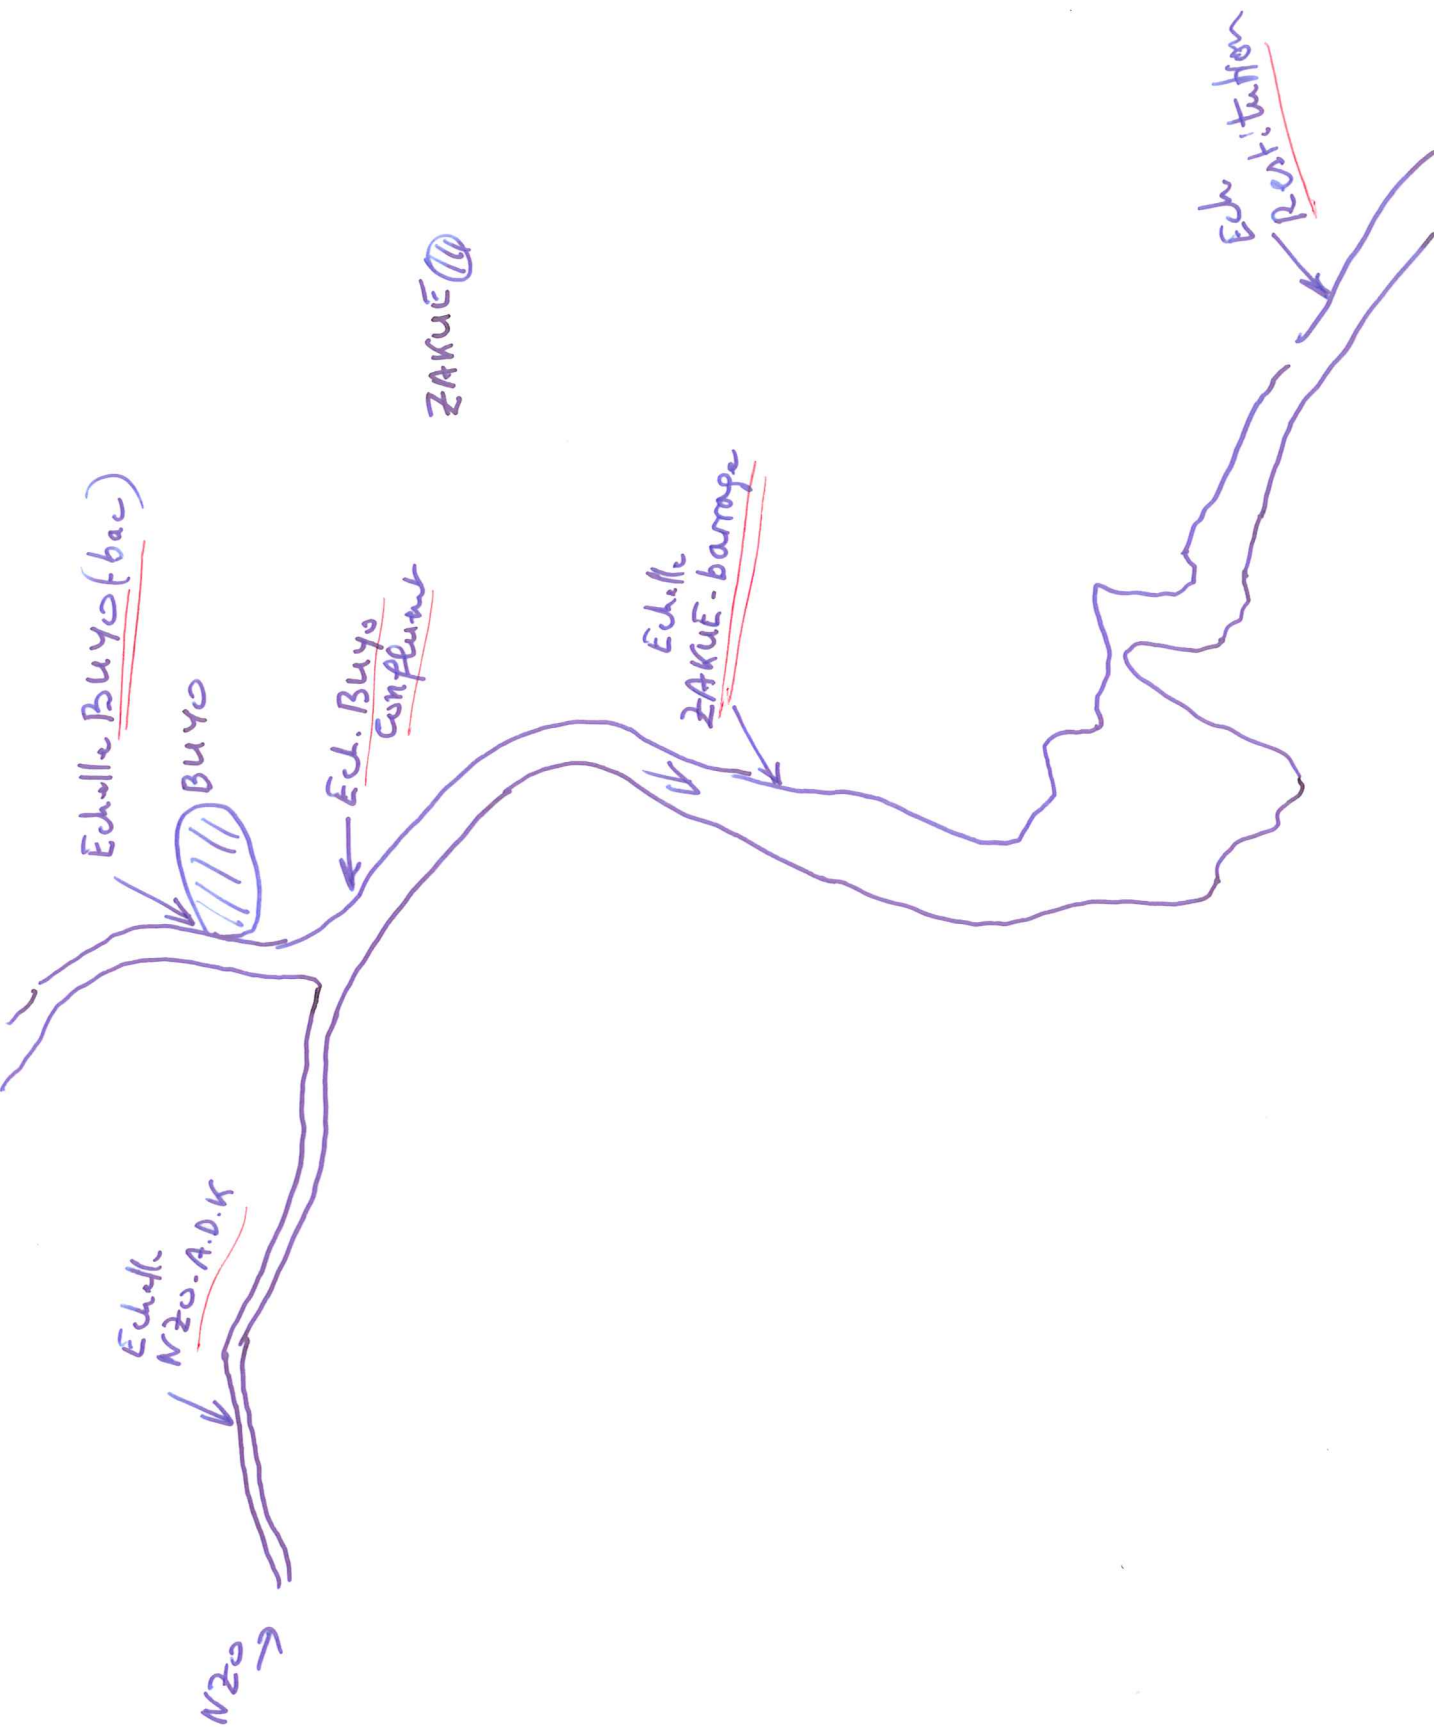 Echelle BUYO (bac)
BUYO
Ech. BUYO
confluent
ZAKUE
Echelle
ZAKUE-barrage
Ech
Restitution
Echelle
NZO-A.D.K
NZO